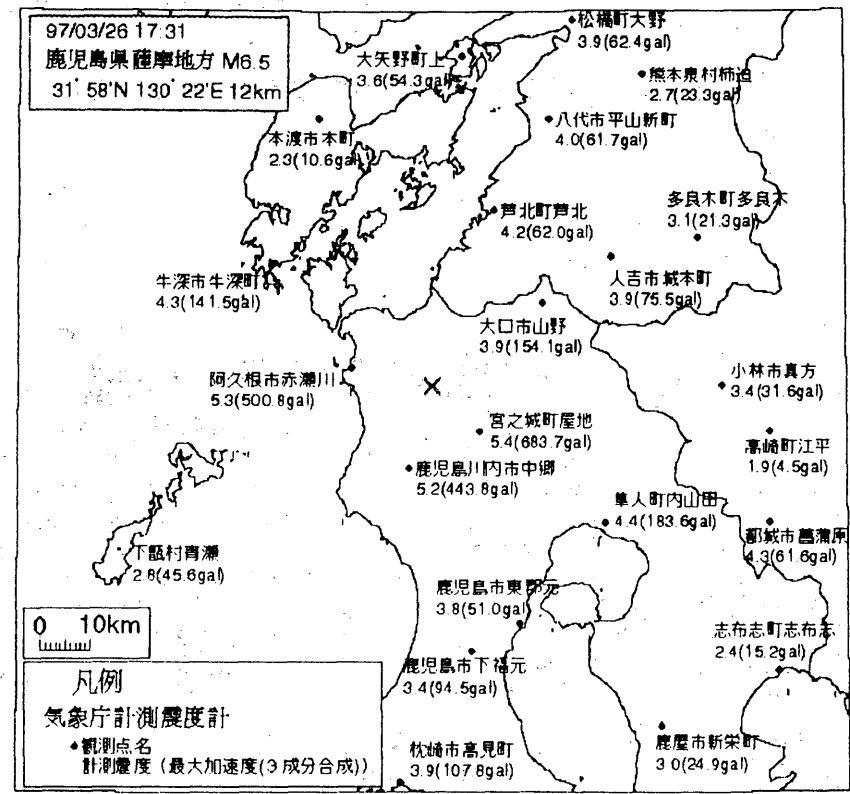 97/03/26 17:31
鹿児島県薩摩地方 M6.5
31° 58'N 130° 22'E 12km
松橋町大野
3.9(62.4gal)
大矢野町上
3.6(54.3gal)
熊本泉村柿迫
2.7(23.3gal)
本渡市本町
2.3(10.6gal)
八代市平山新町
4.0(61.7gal)
芦北町芦北
4.2(62.0gal)
多良木町多良木
3.1(21.3gal)
牛深市牛深町
4.3(141.5gal)
人吉市城本町
3.9(75.5gal)
大口市山野
3.9(154.1gal)
阿久根市赤瀬川
5.3(500.8gal)
小林市真方
3.4(31.6gal)
宮之城町屋地
5.4(683.7gal)
高崎町江平
1.9(4.5gal)
鹿児島川内市中郷
5.2(443.8gal)
隼人町内山田
4.4(183.6gal)
都城市菖蒲原
4.3(61.6gal)
下甑村青瀬
2.8(45.6gal)
鹿児島市東郡元
3.8(51.0gal)
志布志町志布志
2.4(15.2gal)
0 10km
鹿児島市下福元
3.4(94.5gal)
凡例
気象庁計測震度計
観測点名
計測震度（最大加速度(3成分合成)）
枕崎市高見町
3.9(107.8gal)
鹿屋市新栄町
3.0(24.9gal)